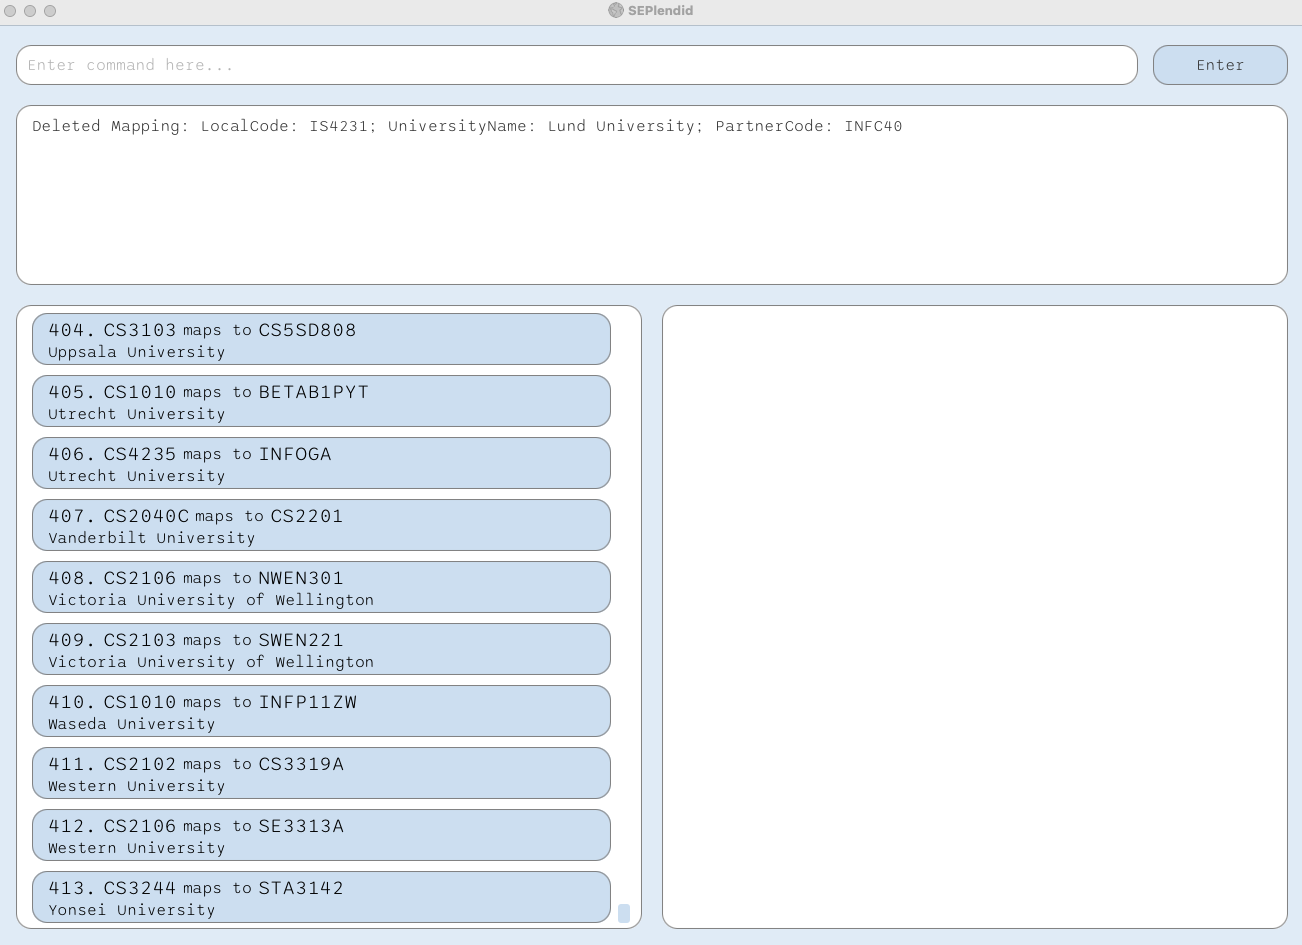 SEPlendid
Enter command here...
Enter
Deleted Mapping: LocalCode: IS4231; UniversityName: Lund University; PartnerCode: INFC40
404. CS3103 maps to CS5SD808
Uppsala University
405. CS1010 maps to BETAB1PYT
Utrecht University
406. CS4235 maps to INFOGA
Utrecht University
407. CS2040C maps to CS2201
Vanderbilt University
408. CS2106 maps to NWEN301
Victoria University of Wellington
409. CS2103 maps to SWEN221
Victoria University of Wellington
410. CS1010 maps to INFP11ZW
Waseda University
411. CS2102 maps to CS3319A
Western University
412. CS2106 maps to SE3313A
Western University
413. CS3244 maps to STA3142
Yonsei University